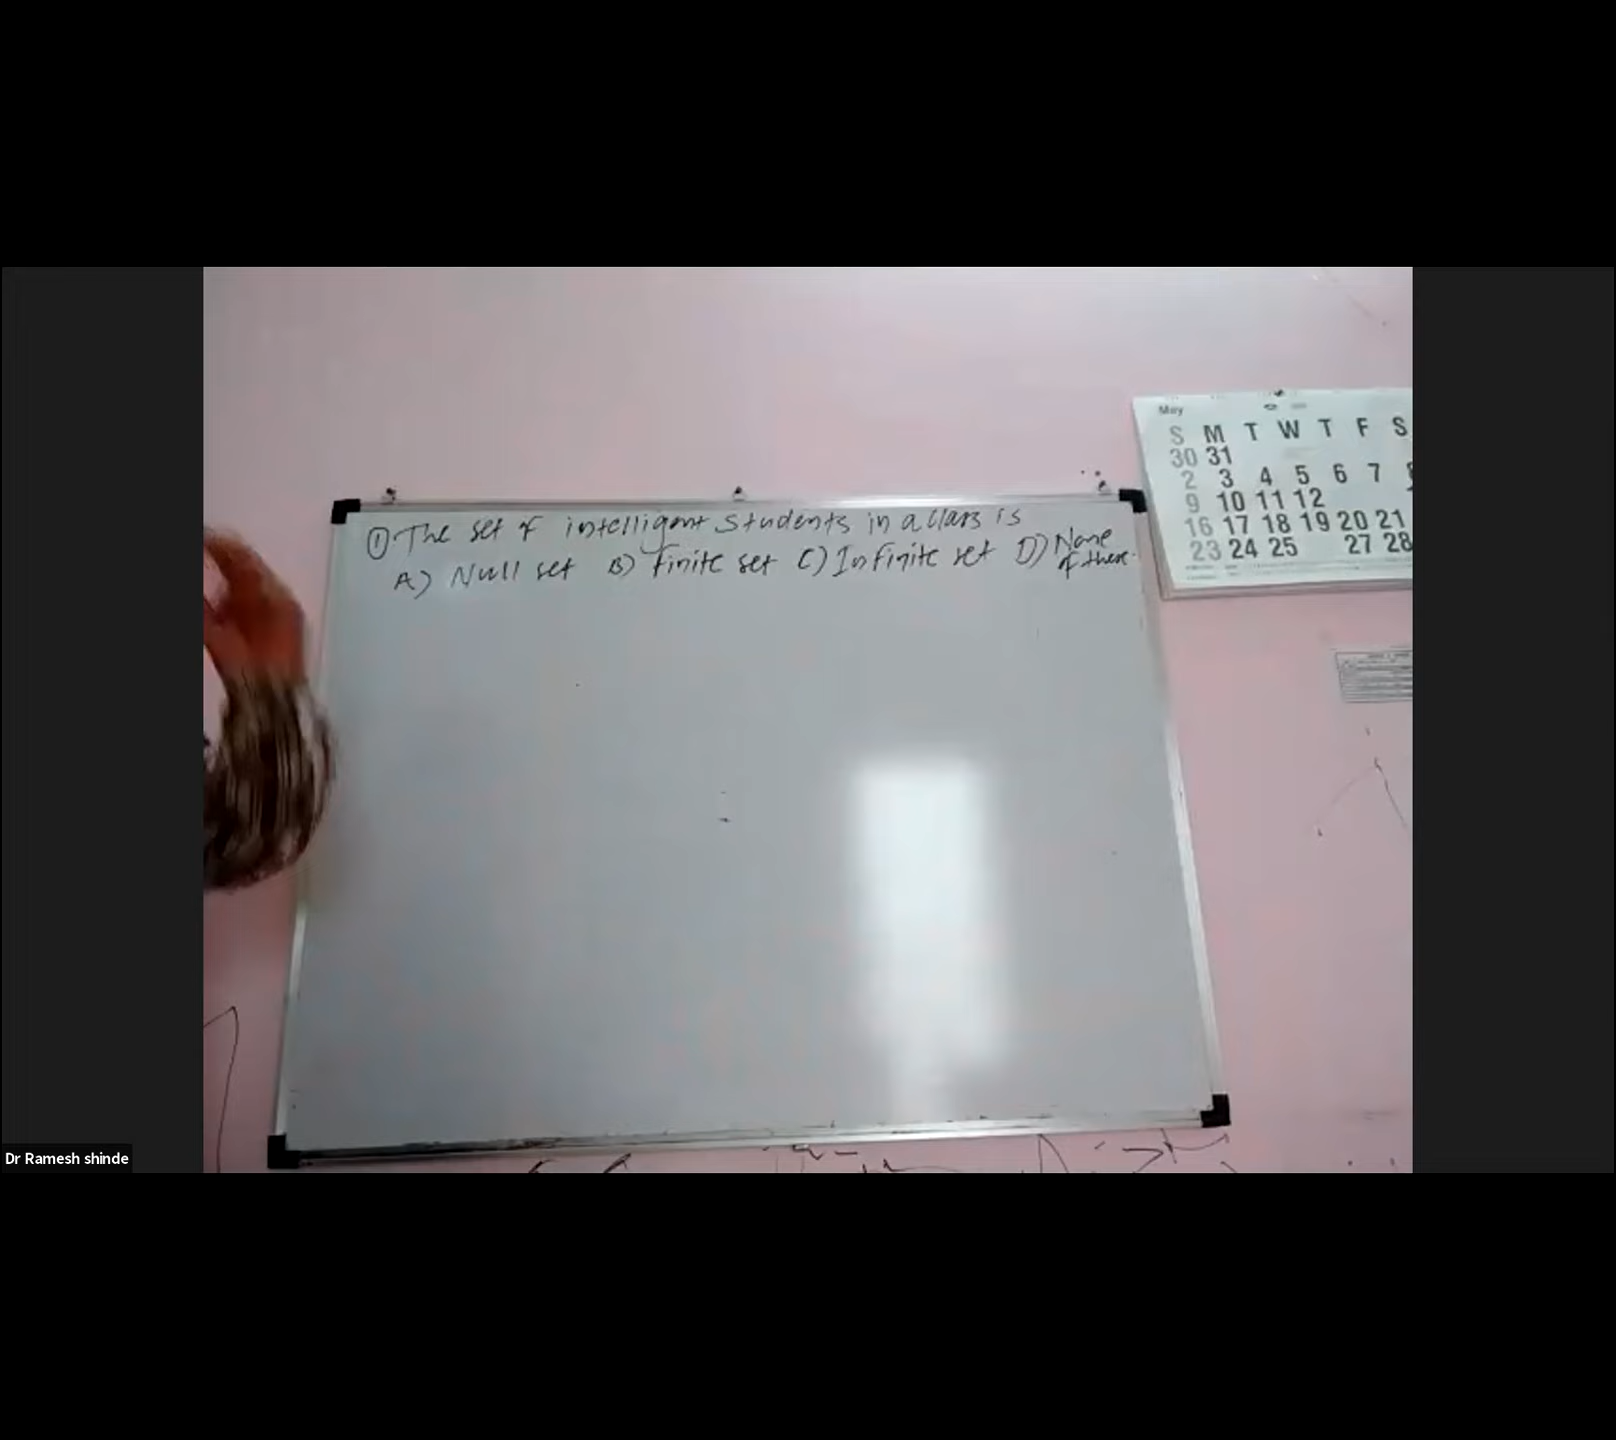 ① The set of intelligent students in a class is
A) Null set B) Finite set C) Infinite set D) None
of these.
May
S M T W T F S
30 31
2 3 4 5 6 7 8
9 10 11 12
16 17 18 19 20 21
23 24 25 27 28
Dr Ramesh shinde